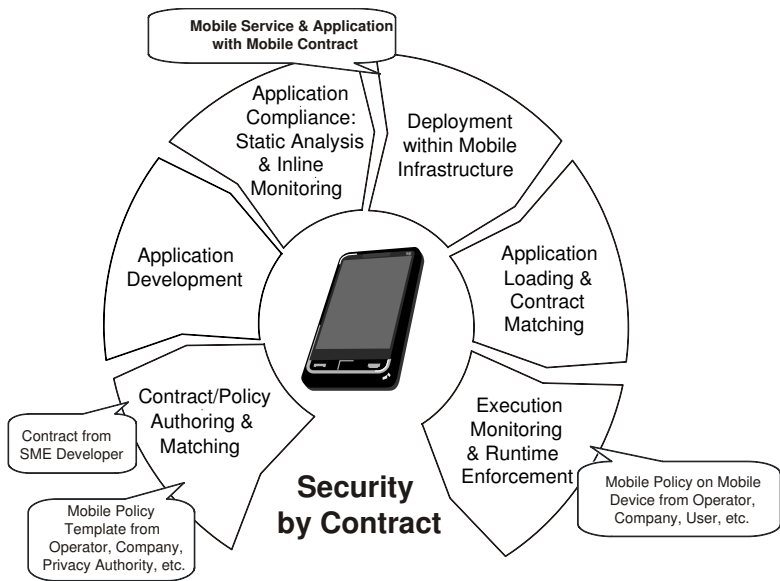 Mobile Service & Application
with Mobile Contract
Application
Compliance:
Static Analysis
& Inline
Monitoring
Deployment
within Mobile
Infrastructure
Application
Development
Application
Loading &
Contract
Matching
Contract/Policy
Authoring &
Matching
Execution
Monitoring
& Runtime
Enforcement
Contract from
SME Developer
Mobile Policy
Template from
Operator, Company,
Privacy Authority, etc.
Security
by Contract
Mobile Policy on Mobile
Device from Operator,
Company, User, etc.